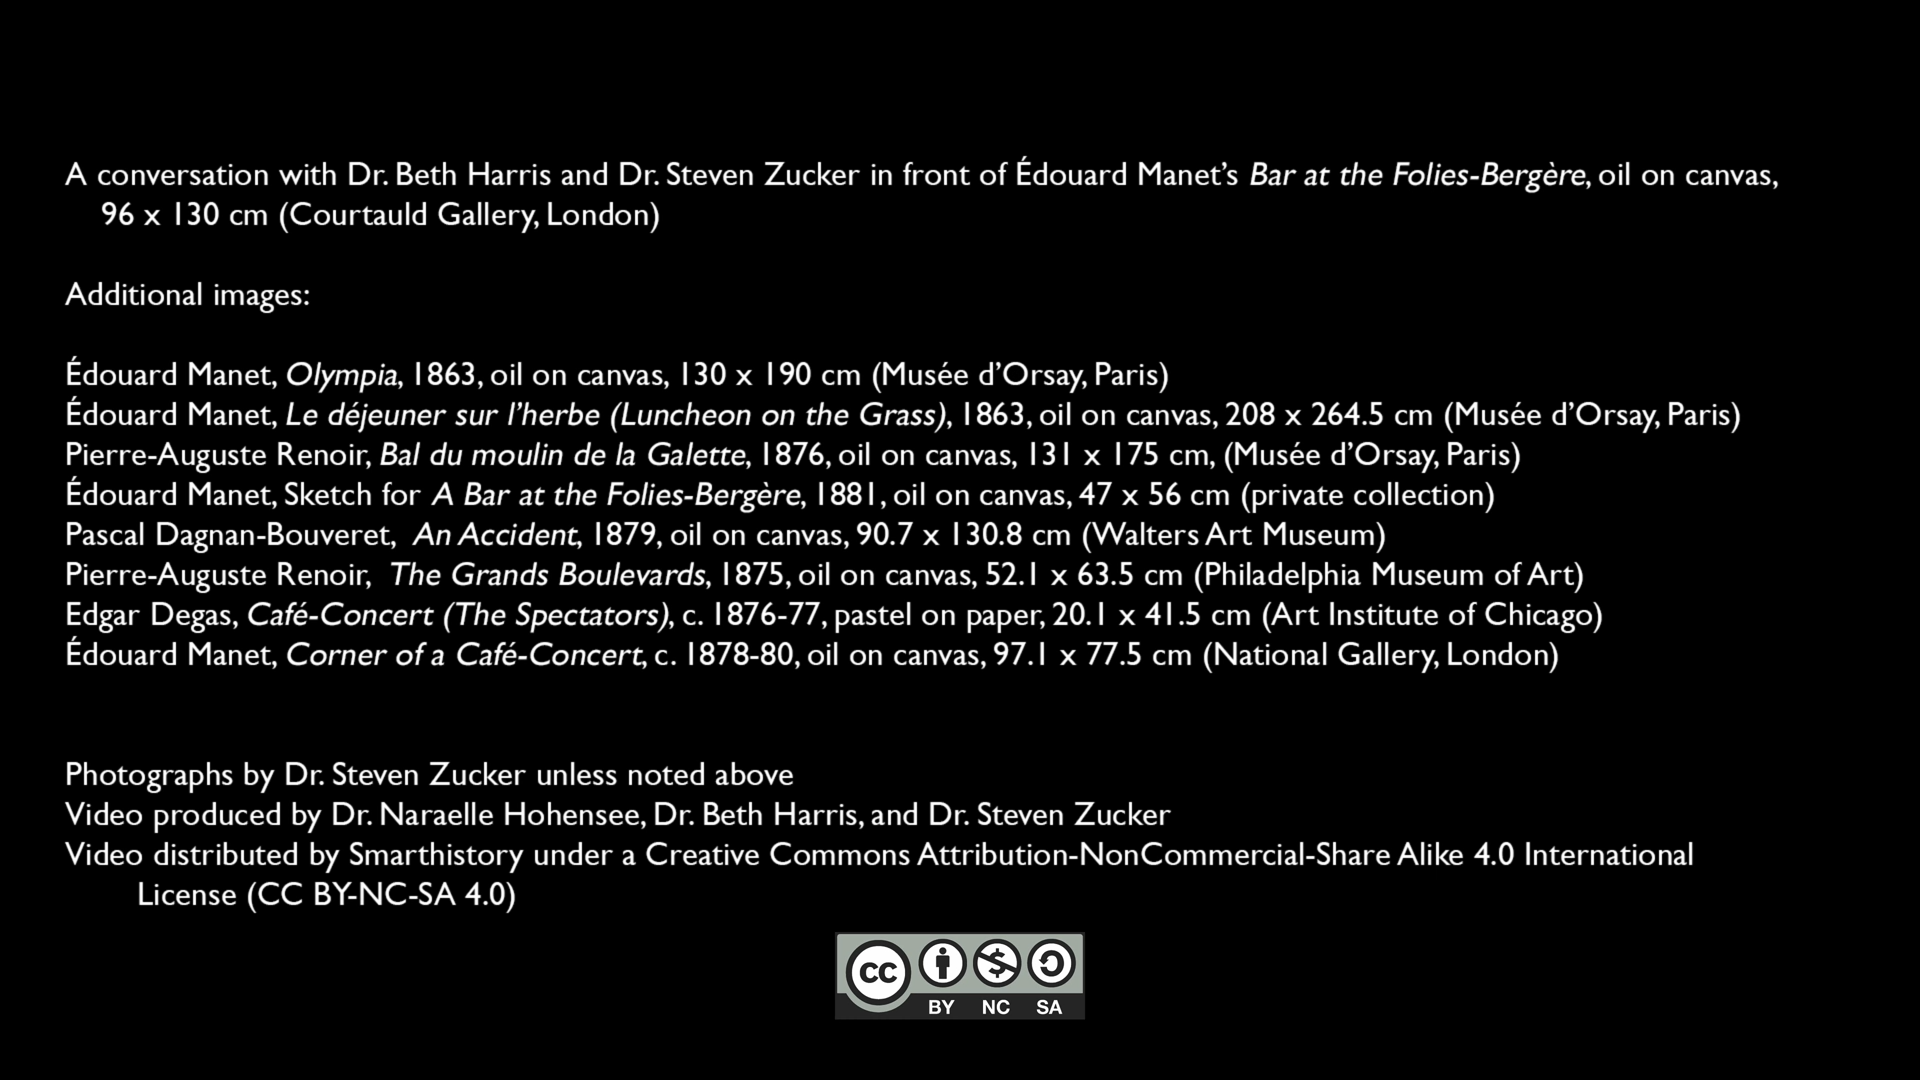 A conversation with Dr. Beth Harris and Dr. Steven Zucker in front of Édouard Manet’s Bar at the Folies-Bergère, oil on canvas,
96 x 130 cm (Courtauld Gallery, London)
Additional images:
Édouard Manet, Olympia, 1863, oil on canvas, 130 x 190 cm (Musée d’Orsay, Paris)
Édouard Manet, Le déjeuner sur l’herbe (Luncheon on the Grass), 1863, oil on canvas, 208 x 264.5 cm (Musée d’Orsay, Paris)
Pierre-Auguste Renoir, Bal du moulin de la Galette, 1876, oil on canvas, 131 x 175 cm, (Musée d’Orsay, Paris)
Édouard Manet, Sketch for A Bar at the Folies-Bergère, 1881, oil on canvas, 47 x 56 cm (private collection)
Pascal Dagnan-Bouveret, An Accident, 1879, oil on canvas, 90.7 x 130.8 cm (Walters Art Museum)
Pierre-Auguste Renoir, The Grands Boulevards, 1875, oil on canvas, 52.1 x 63.5 cm (Philadelphia Museum of Art)
Edgar Degas, Café-Concert (The Spectators), c. 1876-77, pastel on paper, 20.1 x 41.5 cm (Art Institute of Chicago)
Édouard Manet, Corner of a Café-Concert, c. 1878-80, oil on canvas, 97.1 x 77.5 cm (National Gallery, London)
Photographs by Dr. Steven Zucker unless noted above
Video produced by Dr. Naraelle Hohensee, Dr. Beth Harris, and Dr. Steven Zucker
Video distributed by Smarthistory under a Creative Commons Attribution-NonCommercial-Share Alike 4.0 International
License (CC BY-NC-SA 4.0)
cc
BY NC SA